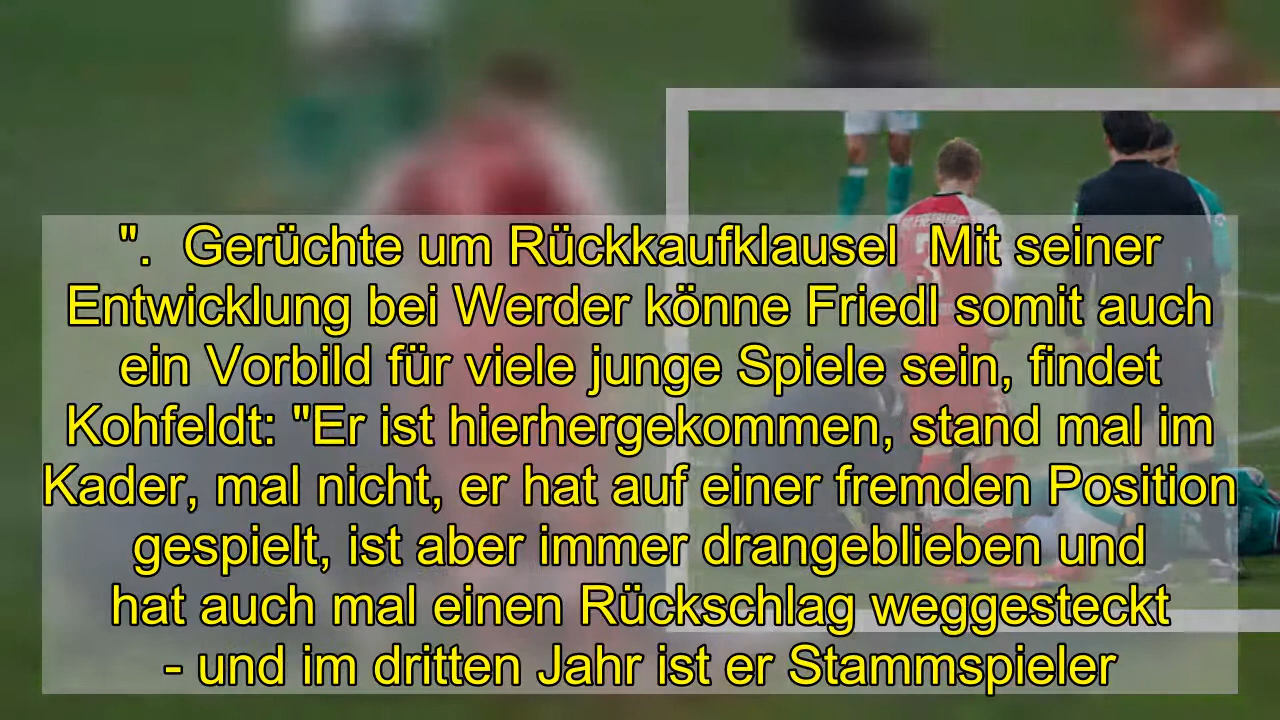 ".  Gerüchte um Rückkaufklausel  Mit seiner
Entwicklung bei Werder könne Friedl somit auch
ein Vorbild für viele junge Spiele sein, findet
Kohfeldt: "Er ist hierhergekommen, stand mal im
Kader, mal nicht, er hat auf einer fremden Position
gespielt, ist aber immer drangeblieben und
hat auch mal einen Rückschlag weggesteckt
- und im dritten Jahr ist er Stammspieler